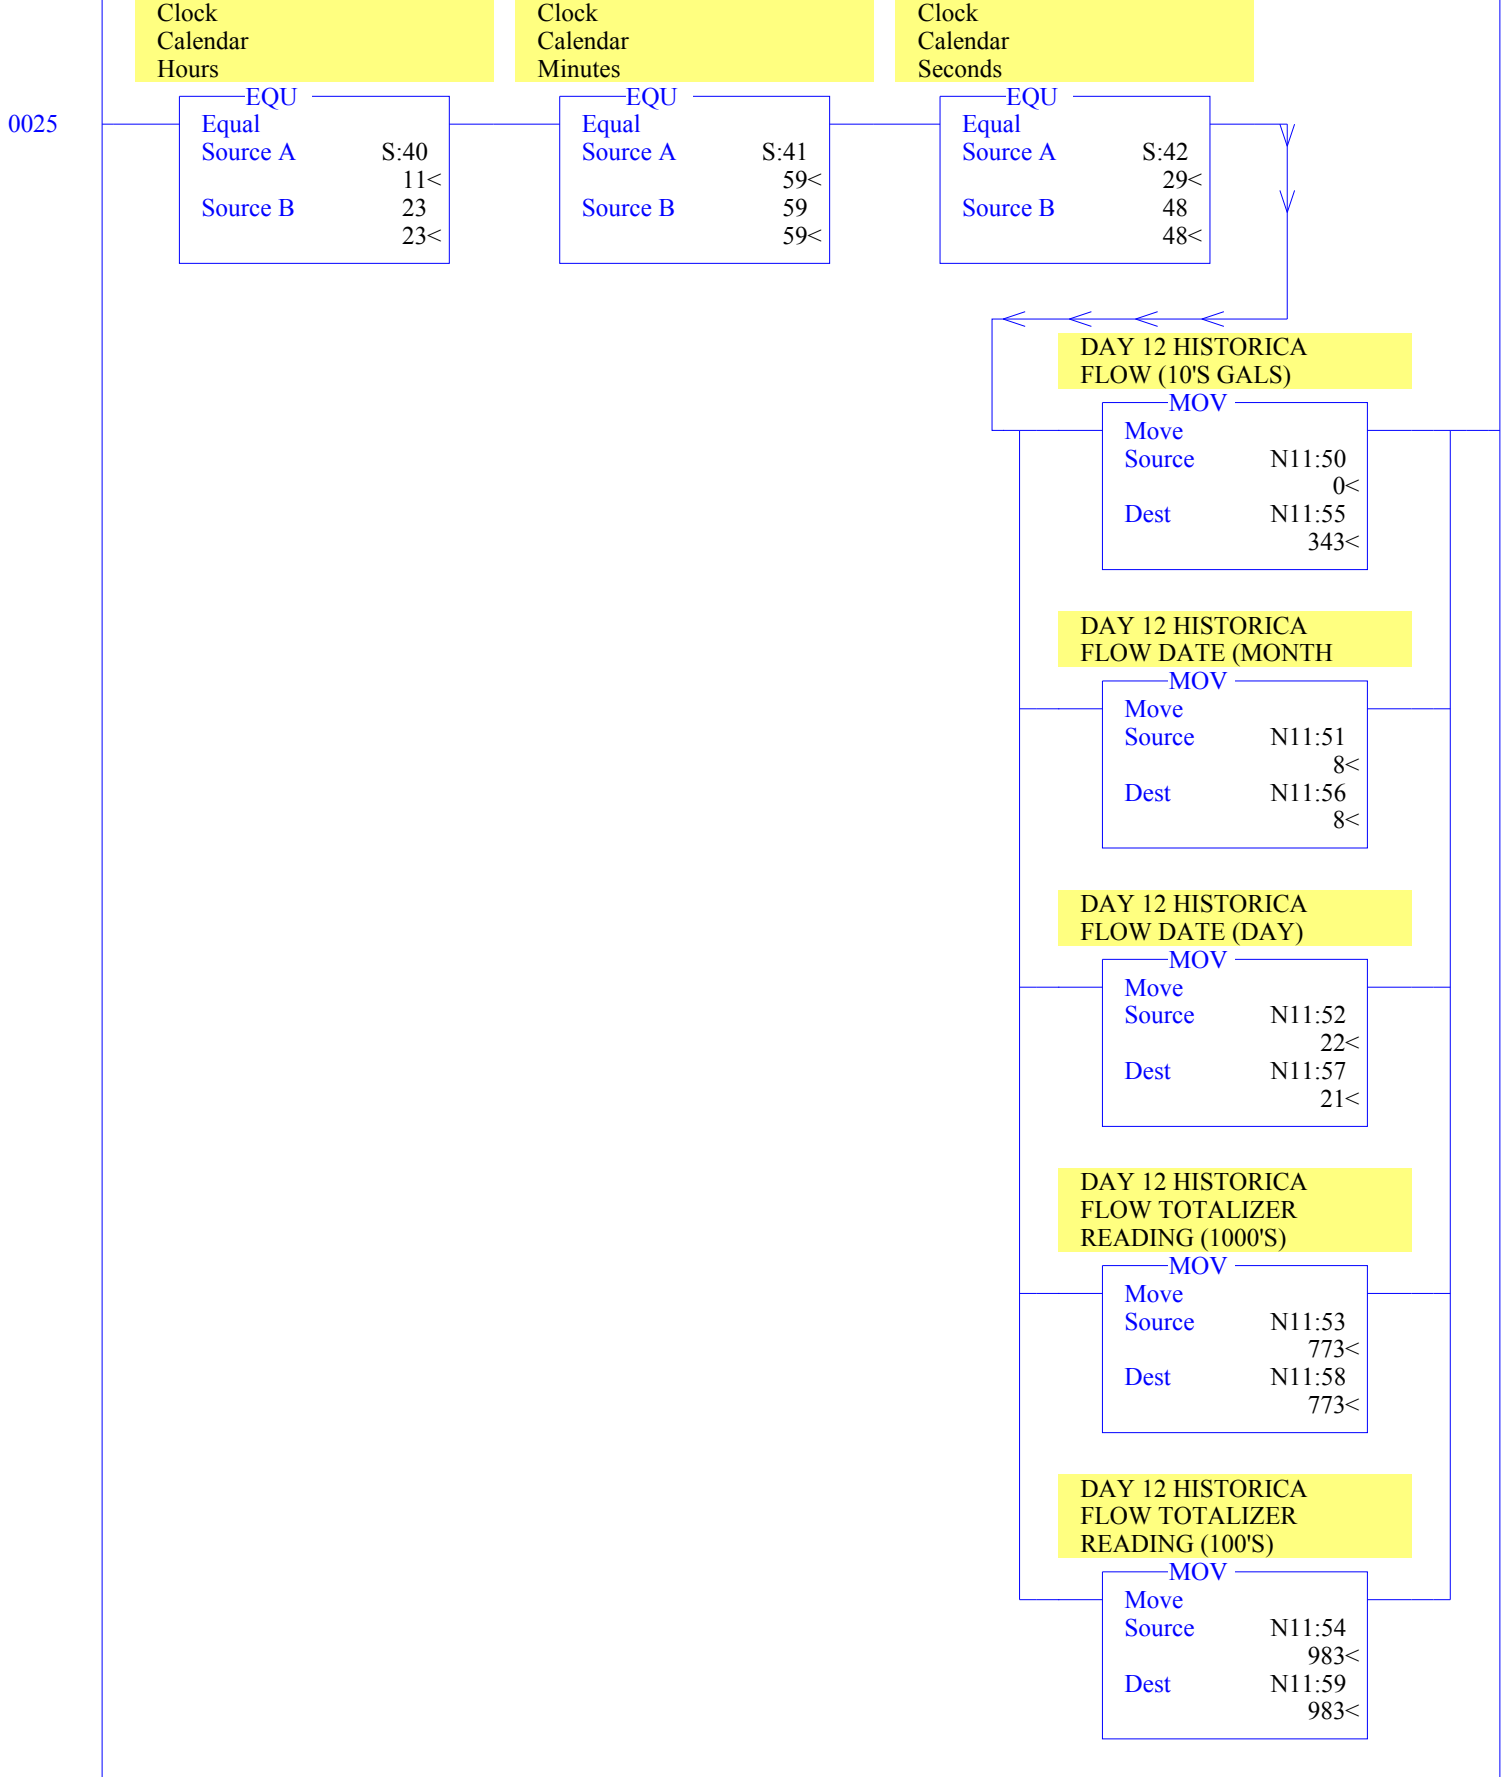 Clock
Calendar
Hours
Clock
Calendar
Minutes
Clock
Calendar
Seconds
0025
EQU
Equal
Source A S:40
11<
Source B 23
23<
EQU
Equal
Source A S:41
59<
Source B 59
59<
EQU
Equal
Source A S:42
29<
Source B 48
48<
DAY 12 HISTORICA
FLOW (10'S GALS)
MOV
Move
Source N11:50
0<
Dest N11:55
343<
DAY 12 HISTORICA
FLOW DATE (MONTH
MOV
Move
Source N11:51
8<
Dest N11:56
8<
DAY 12 HISTORICA
FLOW DATE (DAY)
MOV
Move
Source N11:52
22<
Dest N11:57
21<
DAY 12 HISTORICA
FLOW TOTALIZER
READING (1000'S)
MOV
Move
Source N11:53
773<
Dest N11:58
773<
DAY 12 HISTORICA
FLOW TOTALIZER
READING (100'S)
MOV
Move
Source N11:54
983<
Dest N11:59
983<